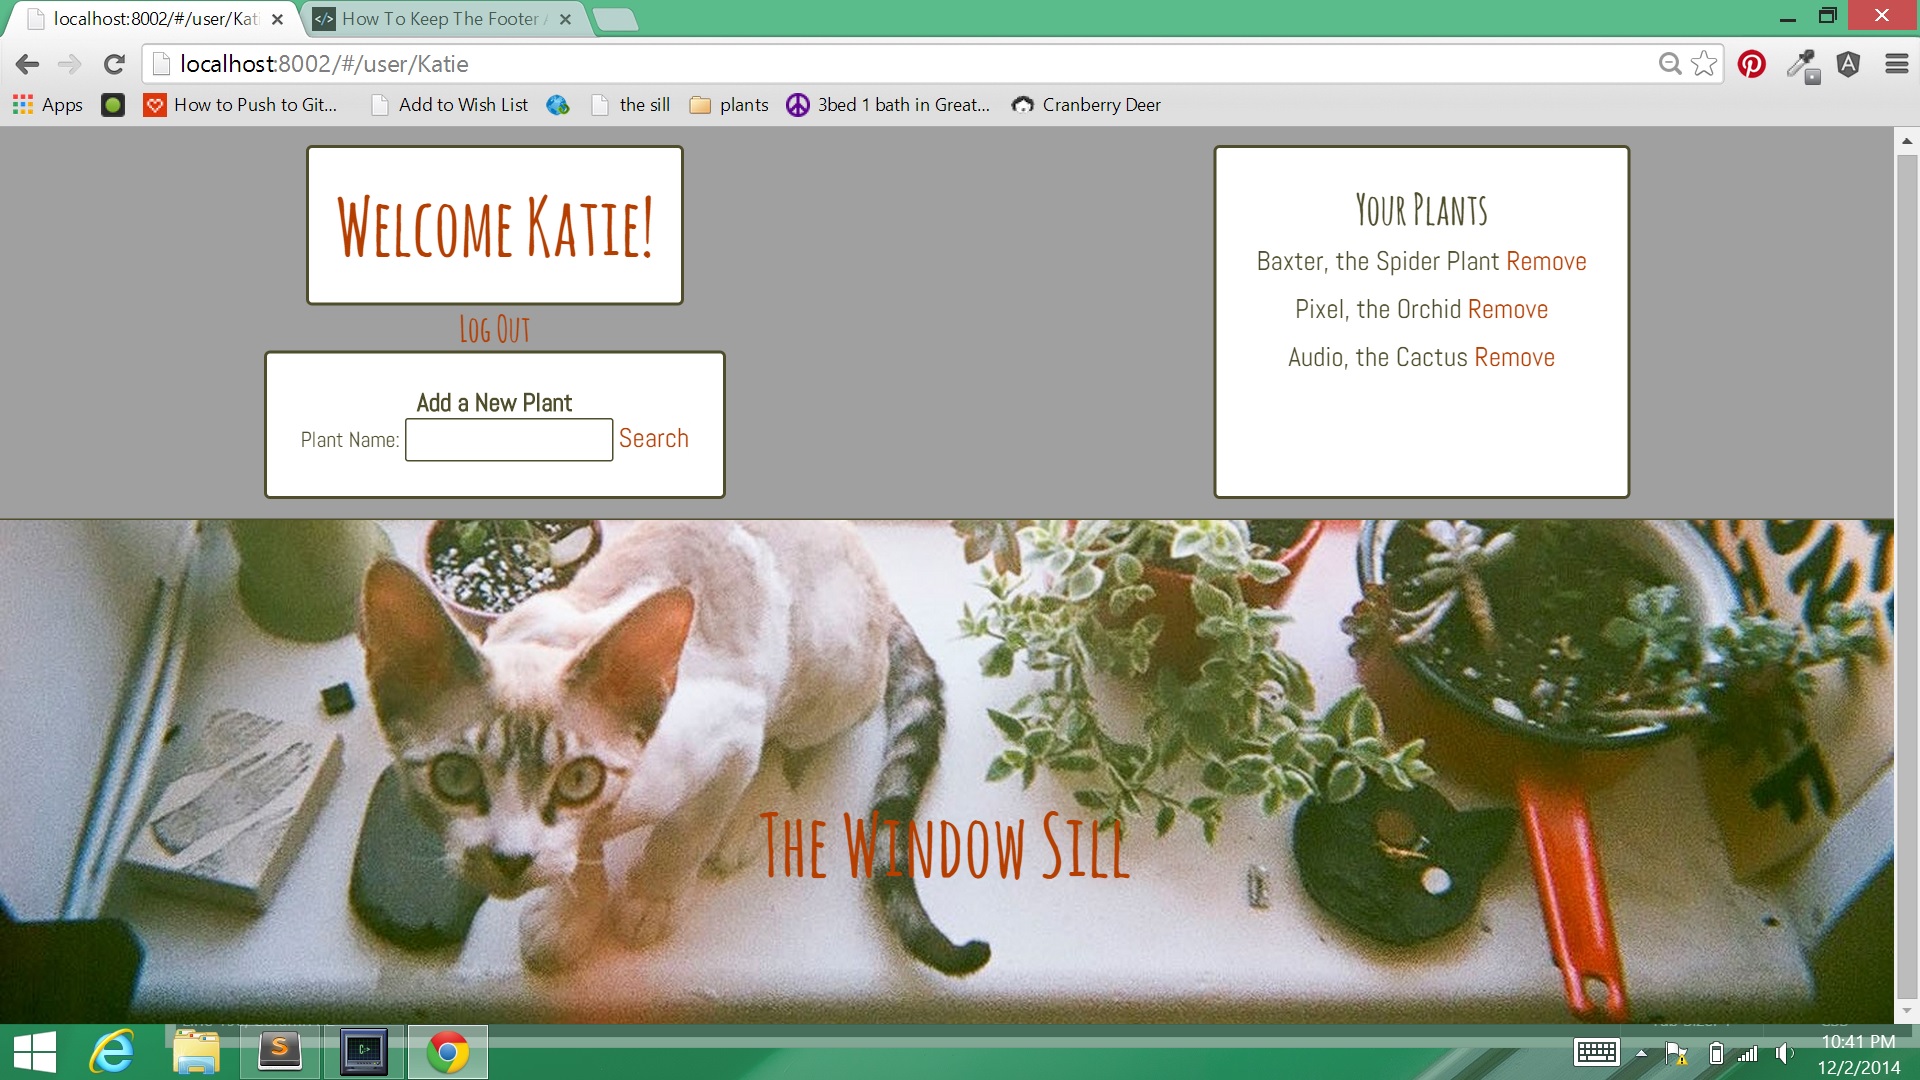 localhost:8002/#/user/Kati
How To Keep The Footer
localhost:8002/#/user/Katie
Apps
How to Push to Git...
Add to Wish List
the sill
plants
3bed 1 bath in Great...
Cranberry Deer
Welcome Katie!
Log Out
Add a New Plant
Plant Name:
Search
Your Plants
Baxter, the Spider Plant Remove
Pixel, the Orchid Remove
Audio, the Cactus Remove
The Window Sill
10:41 PM
12/2/2014